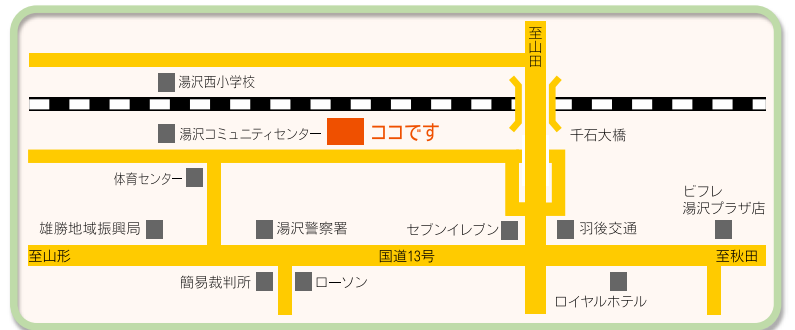 至山田
湯沢西小学校
湯沢コミュニティセンター
ココです
千石大橋
体育センター
ビフレ
湯沢プラザ店
雄勝地域振興局
湯沢警察署
セブンイレブン
羽後交通
至山形
国道13号
至秋田
簡易裁判所
ローソン
ロイヤルホテル